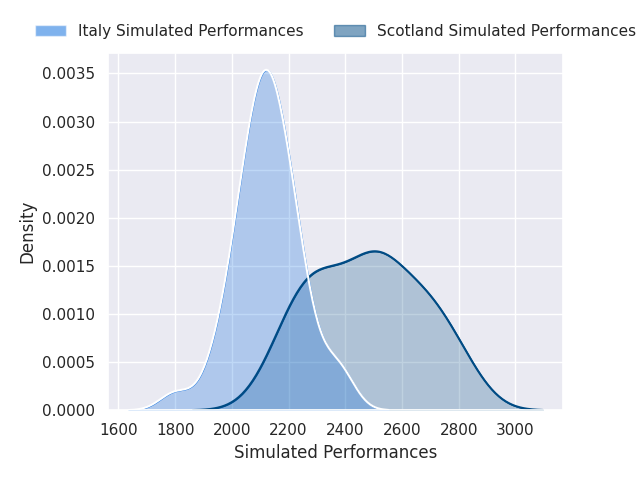 Italy Simulated Performances Scotland Simulated Performances
0.0035
0.0030
0.0025
0.0020
0.0015
0.0010
0.0005
0.0000
Density
1600 1800 2000 2200 2400 2600 2800 3000
Simulated Performances